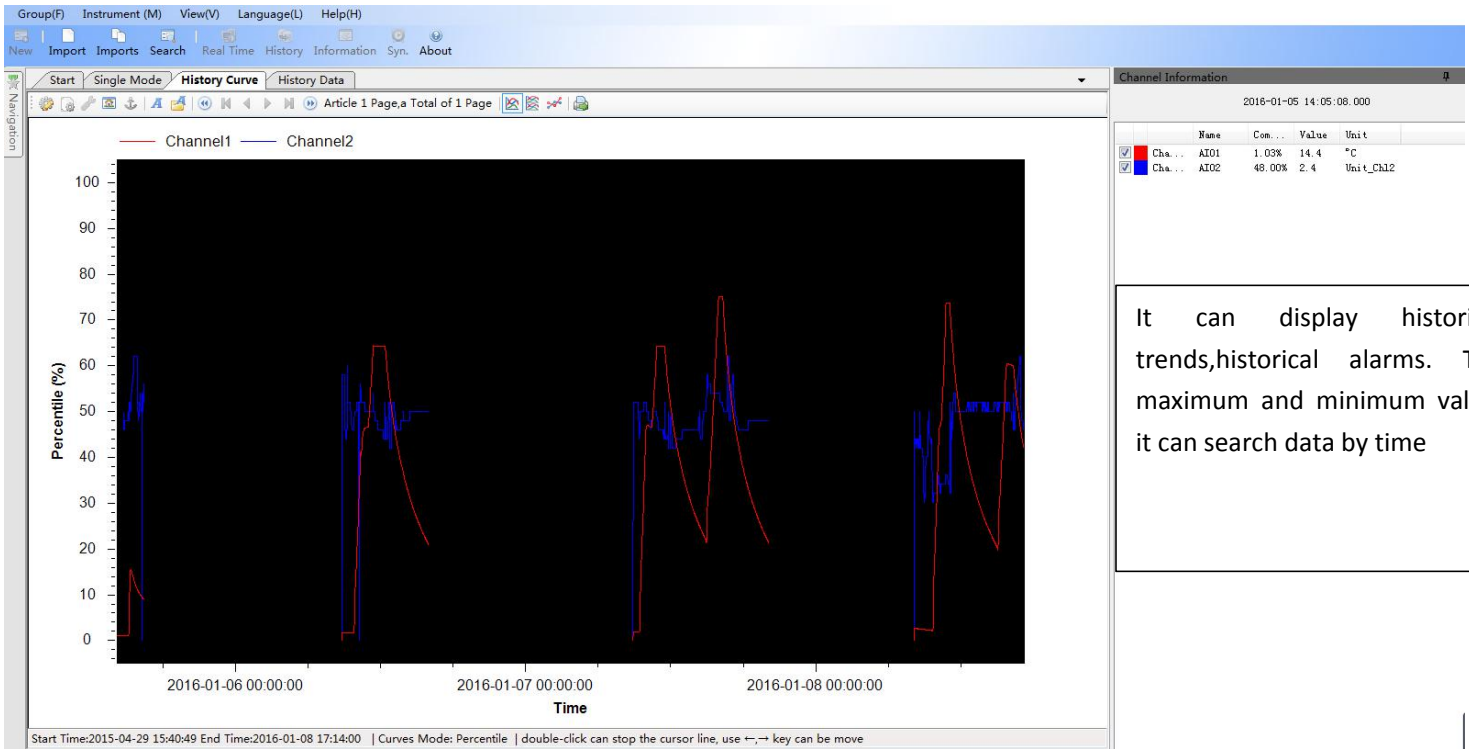 Group(F) Instrument (M) View(V) Language(L) Help(H)
New Import Imports Search Real Time History Information Syn. About
Navigation
Start Single Mode History Curve History Data
Article 1 Page,a Total of 1 Page
Channel1 Channel2
100
90
80
70
60
50
40
30
20
10
0
Percentile (%)
2016-01-06 00:00:00 2016-01-07 00:00:00 2016-01-08 00:00:00
Time
Start Time:2015-04-29 15:40:49 End Time:2016-01-08 17:14:00 | Curves Mode: Percentile | double-click can stop the cursor line, use ←,→ key can be move
Channel Information
2016-01-05 14:05:08.000
Name Com... Value Unit
Cha... AI01 1.03% 14.4 °C
Cha... AI02 48.00% 2.4 Unit_Chl2
It can display histori
trends,historical alarms. T
maximum and minimum val
it can search data by time